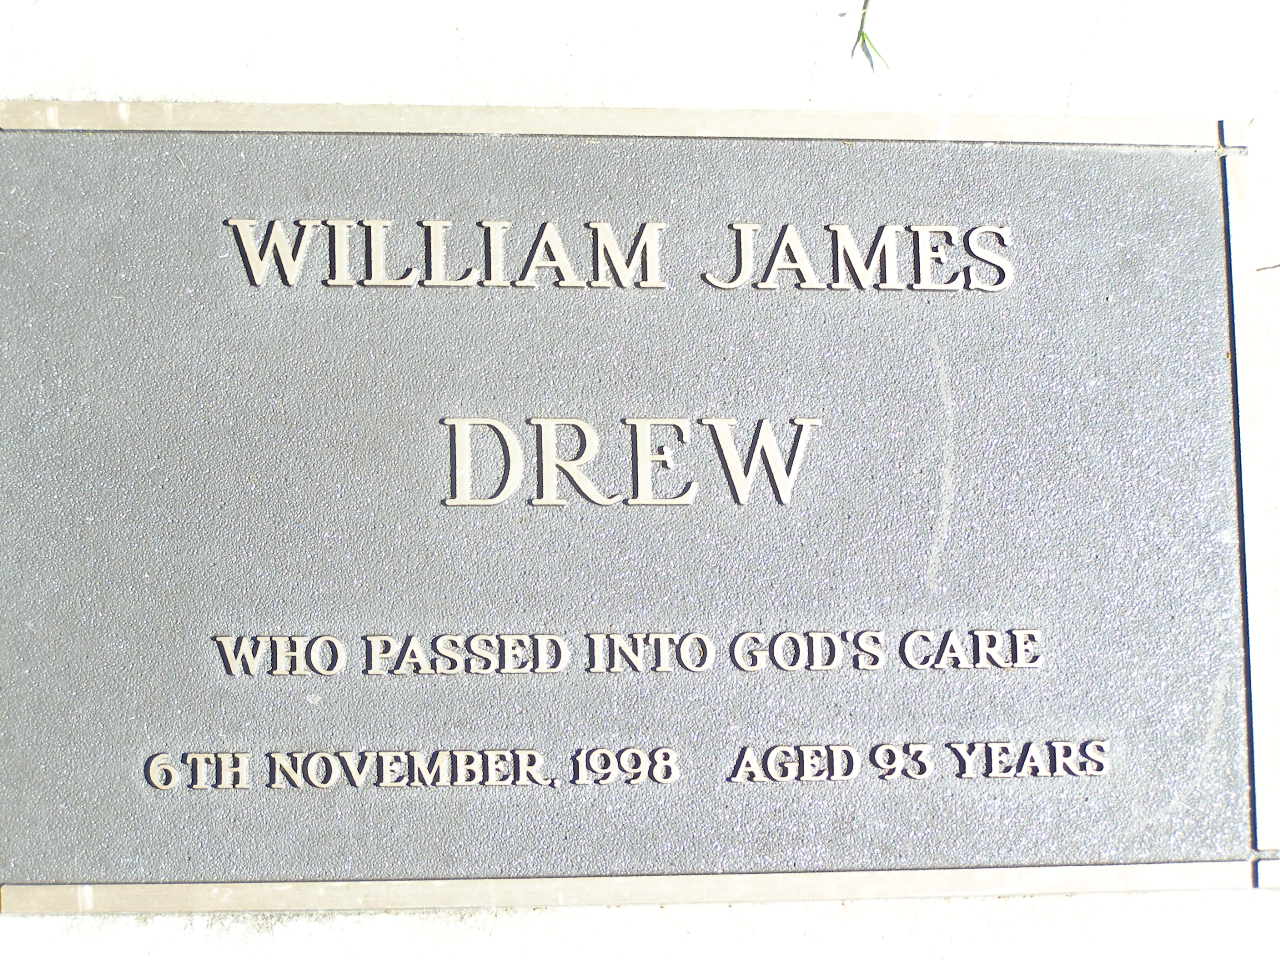 WILLIAM JAMES
DREW
WHO PASSED INTO GOD'S CARE
6TH NOVEMBER, 1998 AGED 93 YEARS